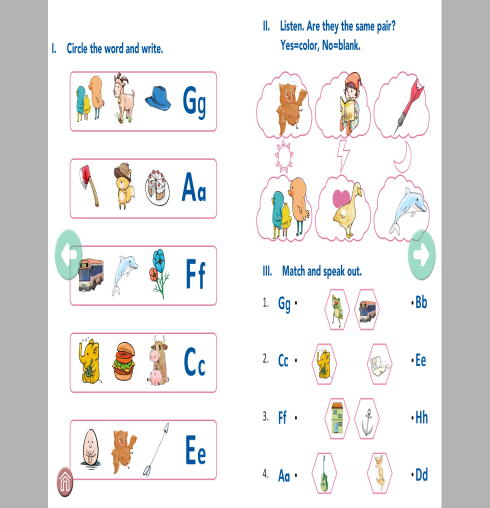 I. Circle the word and write.
Gg
Aa
Ff
Cc
Ee
II. Listen. Are they the same pair?
Yes=color, No=blank.
III. Match and speak out.
1. Gg • • Bb
2. Cc • • Ee
3. Ff • • Hh
4. Aa • • Dd